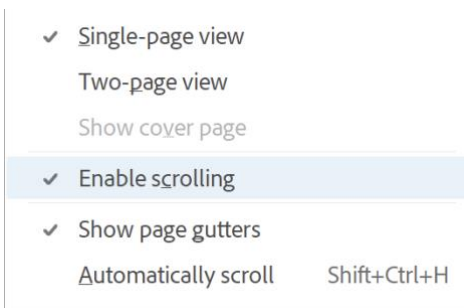 Single-page view
Two-page view
Show cover page
Enable scrolling
Show page gutters
Automatically scroll Shift+Ctrl+H